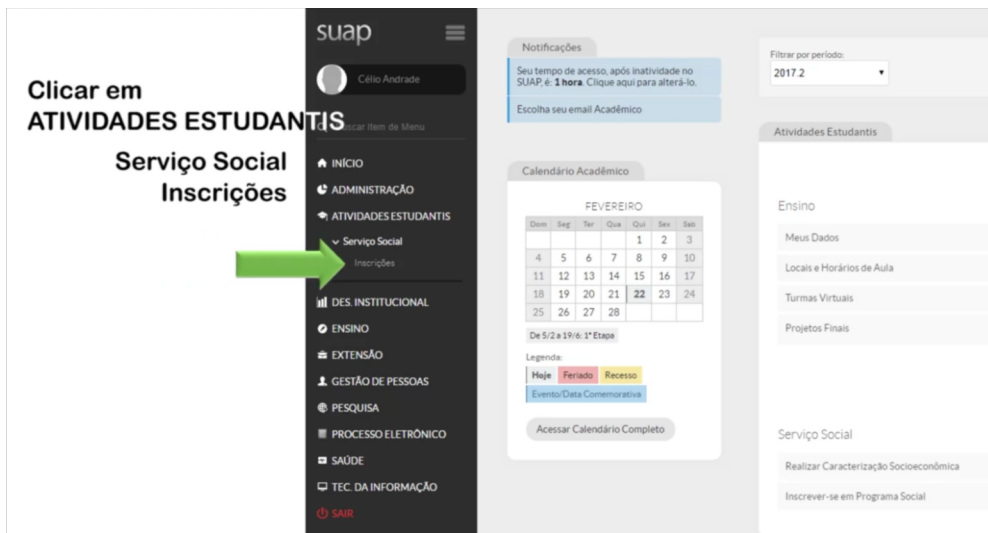 Clicar em
ATIVIDADES ESTUDANTIS
Serviço Social
Inscrições
suap
Célio Andrade
Buscar Item de Menu
INÍCIO
ADMINISTRAÇÃO
ATIVIDADES ESTUDANTIS
Serviço Social
Inscrições
DES. INSTITUCIONAL
ENSINO
EXTENSÃO
GESTÃO DE PESSOAS
PESQUISA
PROCESSO ELETRÔNICO
SAÚDE
TEC. DA INFORMAÇÃO
SAIR
Notificações
Seu tempo de acesso, após inatividade no
SUAP, é: 1 hora. Clique aqui para alterá-lo.
Escolha seu email Acadêmico
Calendário Acadêmico
FEVEREIRO
Dom Seg Ter Qua Qui Sex Sab
1 2 3
4 5 6 7 8 9 10
11 12 13 14 15 16 17
18 19 20 21 22 23 24
25 26 27 28
De 5/2 a 19/6: 1ª Etapa
Legenda:
Hoje Feriado Recesso
Evento/Data Comemorativa
Acessar Calendário Completo
Filtrar por período:
2017.2
Atividades Estudantis
Ensino
Meus Dados
Locais e Horários de Aula
Turmas Virtuais
Projetos Finais
Serviço Social
Realizar Caracterização Socioeconômica
Inscrever-se em Programa Social